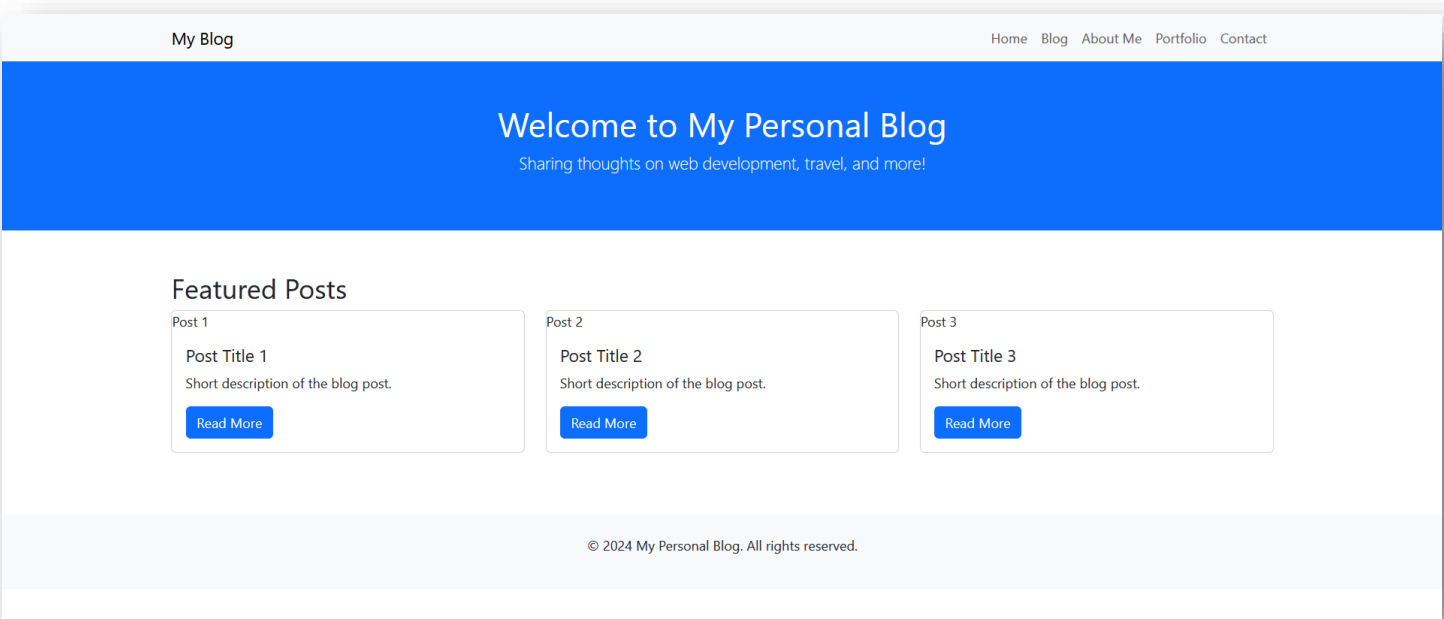 My Blog
Home Blog About Me Portfolio Contact
Welcome to My Personal Blog
Sharing thoughts on web development, travel, and more!
Featured Posts
Post 1
Post Title 1
Short description of the blog post.
Read More
Post 2
Post Title 2
Short description of the blog post.
Read More
Post 3
Post Title 3
Short description of the blog post.
Read More
© 2024 My Personal Blog. All rights reserved.